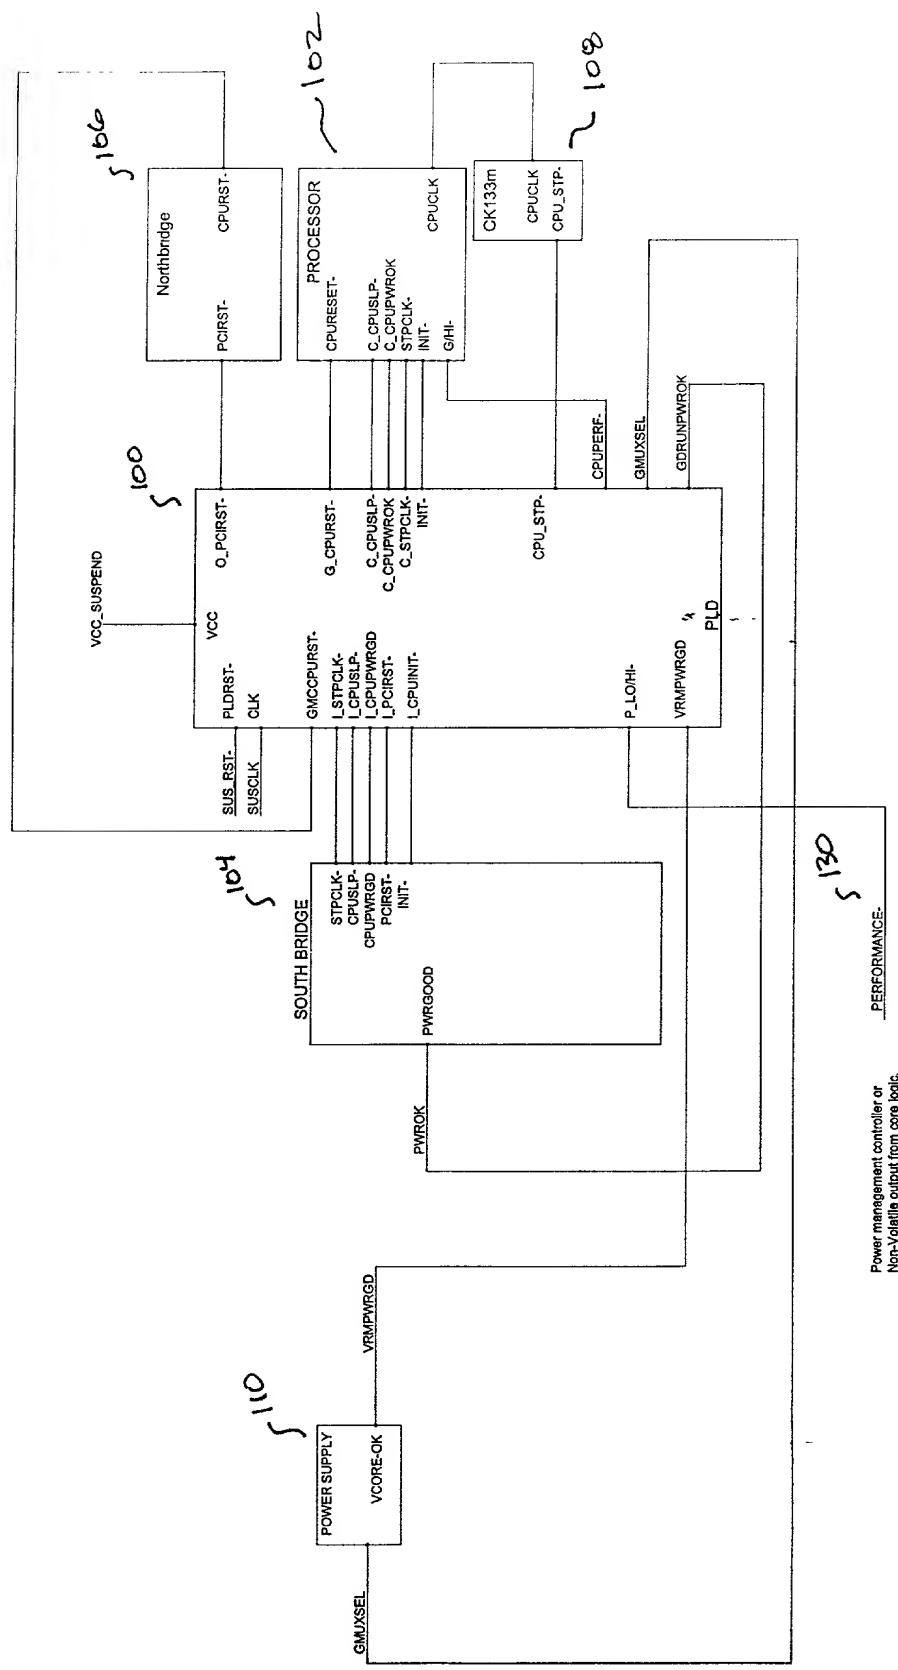 106
Northbridge
PCIRST-
CPURST-
102
PROCESSOR
CPURESET-
C_CPUSLP-
C_CPUPWROK
STPCLK-
INIT-
G/HI-
CPUCLK
108
CK133m
CPUCLK
CPU_STP-
100
VCC_SUSPEND
VCC
PLDRST-
CLK
GMCCPURST-
I_STPCLK-
I_CPUSLP-
I_CPUPWRGD
I_PCIRST-
I_CPUINIT-
P_LO/HI-
VRMPWRGD
PLD
O_PCIRST-
G_CPURST-
C_CPUSLP-
C_CPUPWROK
C_STPCLK-
INIT-
CPU_STP-
CPUPERF-
GMUXSEL
GDRUNPWROK
SUS_RST-
SUSCLK
104
SOUTH BRIDGE
STPCLK-
CPUSLP-
CPUPWRGD
PCIRST-
INIT-
PWRGOOD
PWROK
VRMPWRGD
110
POWER SUPPLY
VCORE-OK
GMUXSEL
130
PERFORMANCE-
Power management controller or
Non-Volatile output from core logic.